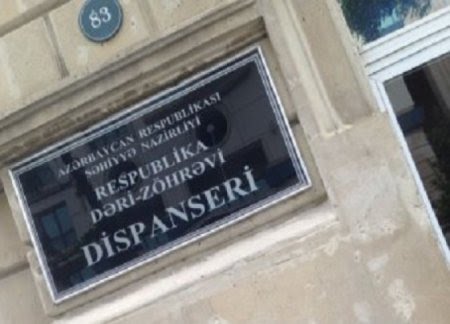 83
AZƏRBAYCAN RESPUBLİKASI
SƏHİYYƏ NAZİRLİYİ
RESPUBLİKA
DƏRİ-ZÖHRƏVİ
DİSPANSERİ